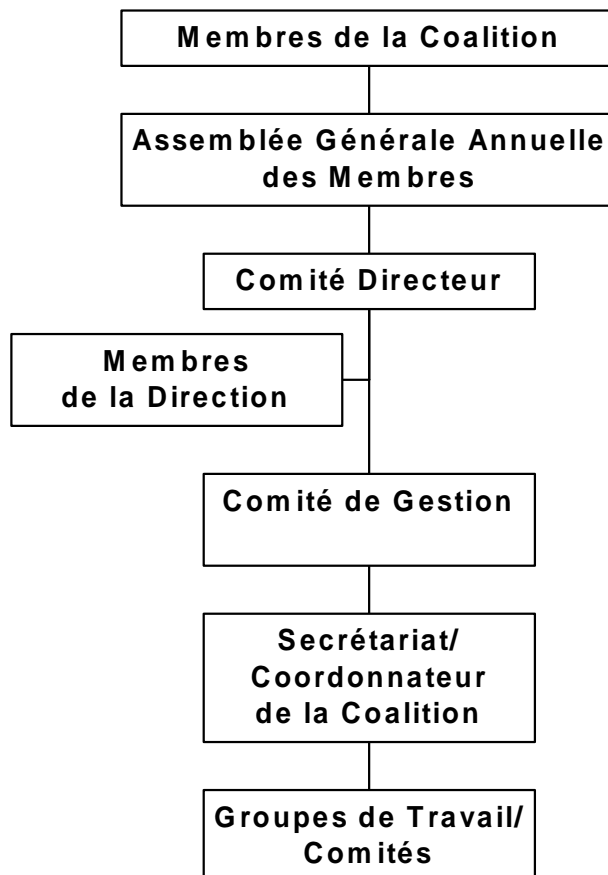 Membres de la Coalition
Assemblée Générale Annuelle
des Membres
Comité Directeur
Membres
de la Direction
Comité de Gestion
Secrétariat/
Coordonnateur
de la Coalition
Groupes de Travail/
Comités